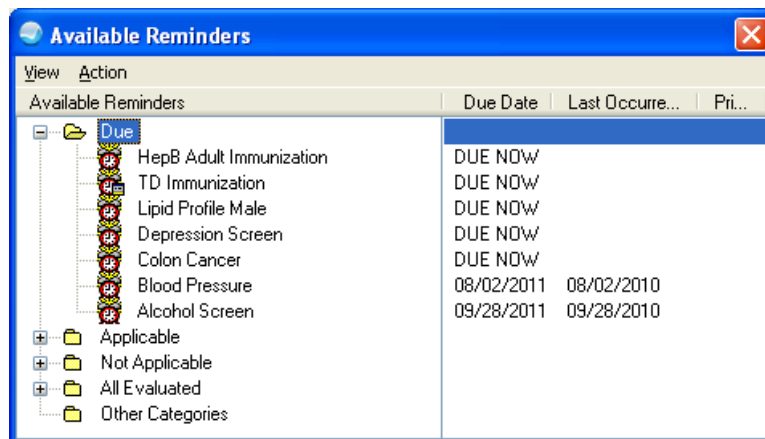 Available Reminders
View Action
Available Reminders Due Date Last Occurre... Pri...
Due
HepB Adult Immunization DUE NOW
TD Immunization DUE NOW
Lipid Profile Male DUE NOW
Depression Screen DUE NOW
Colon Cancer DUE NOW
Blood Pressure 08/02/2011 08/02/2010
Alcohol Screen 09/28/2011 09/28/2010
Applicable
Not Applicable
All Evaluated
Other Categories